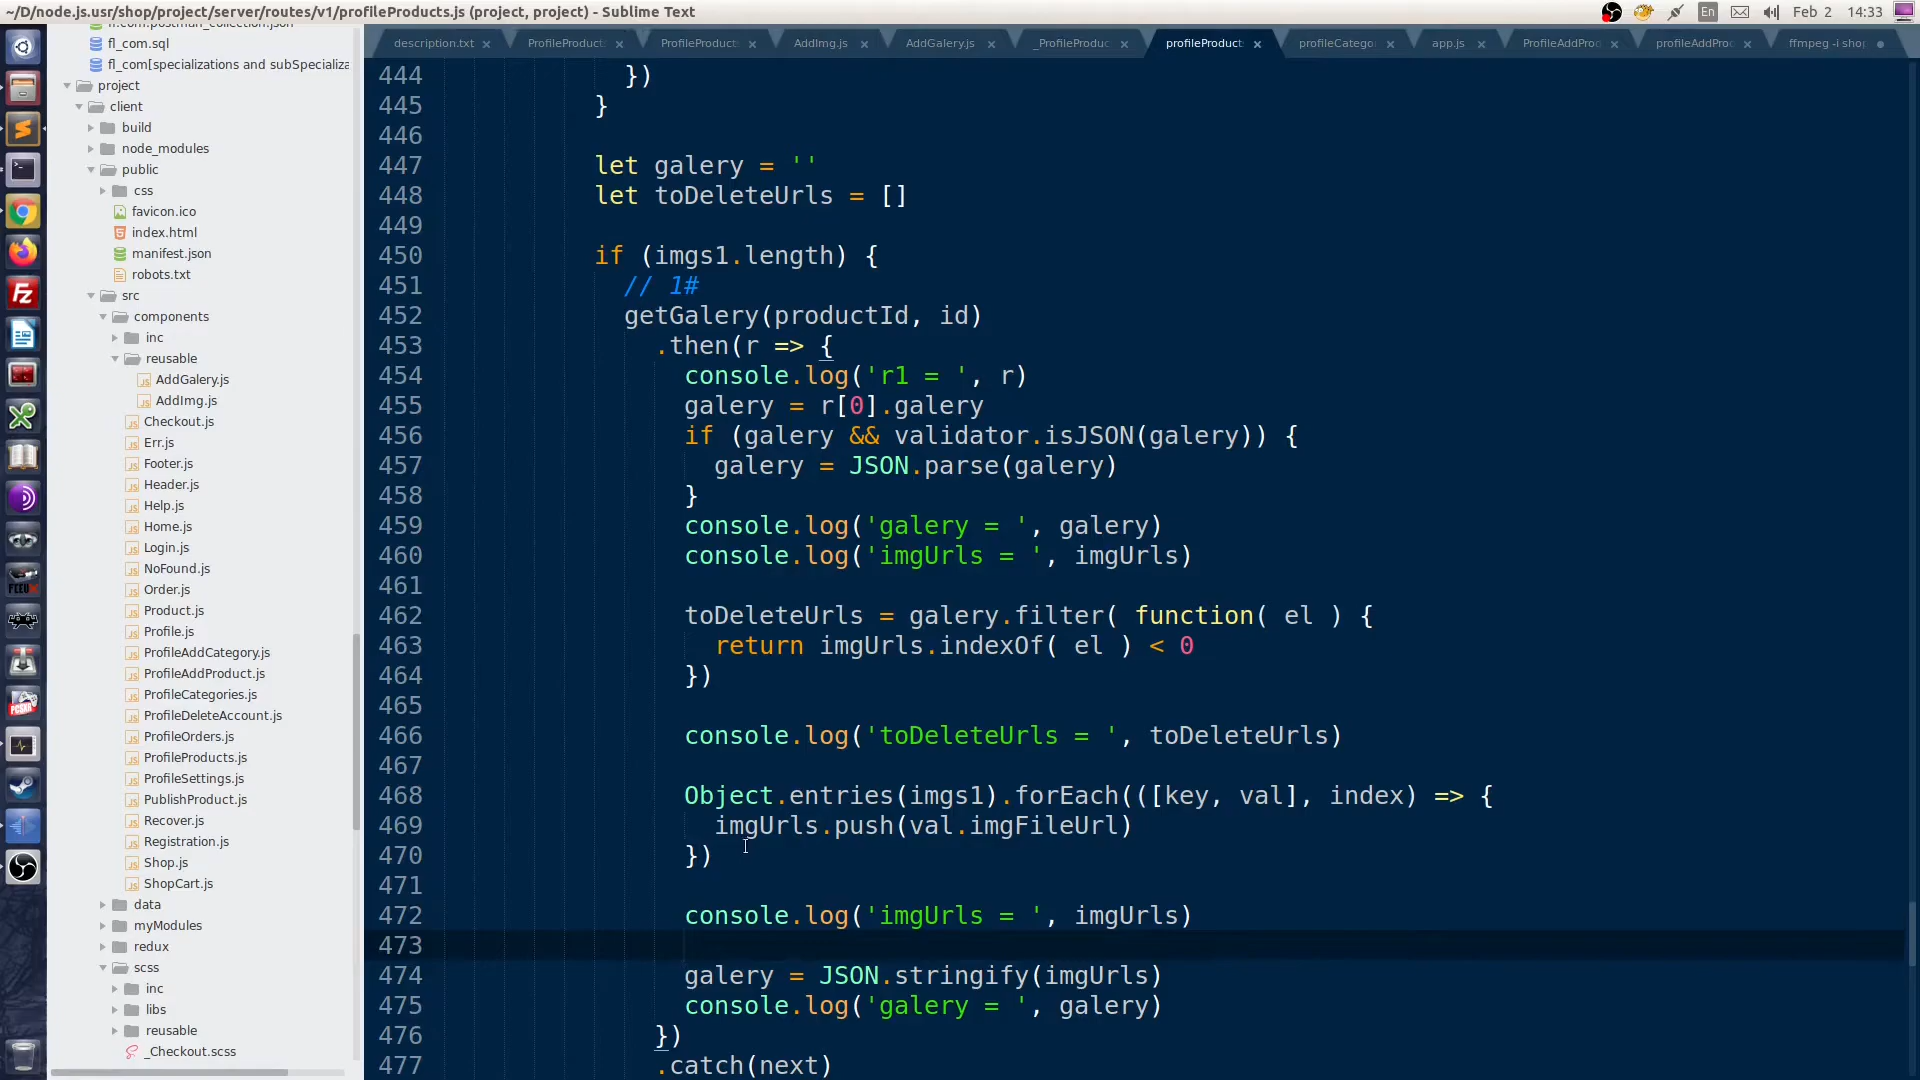 ~/D/node.js.usr/shop/project/server/routes/v1/profileProducts.js (project, project) - Sublime Text
En
Feb 2
14:33
description.txt
ProfileProduct
ProfileProduct
AddImg.js
AddGalery.js
_ProfileProduc
profileProduct
profileCatego
app.js
ProfileAddProd
profileAddProd
ffmpeg -i shop
fl_com.postman_collection.json
fl_com.sql
fl_com[specializations and subSpecializa
project
client
build
node_modules
public
css
favicon.ico
index.html
manifest.json
robots.txt
src
components
inc
reusable
AddGalery.js
AddImg.js
Checkout.js
Err.js
Footer.js
Header.js
Help.js
Home.js
Login.js
NoFound.js
Order.js
Product.js
Profile.js
ProfileAddCategory.js
ProfileAddProduct.js
ProfileCategories.js
ProfileDeleteAccount.js
ProfileOrders.js
ProfileProducts.js
ProfileSettings.js
PublishProduct.js
Recover.js
Registration.js
Shop.js
ShopCart.js
data
myModules
redux
scss
inc
libs
reusable
_Checkout.scss
444 })
445 }
446
447 let galery = ''
448 let toDeleteUrls = []
449
450 if (imgs1.length) {
451 // 1#
452 getGalery(productId, id)
453 .then(r => {
454 console.log('r1 = ', r)
455 galery = r[0].galery
456 if (galery && validator.isJSON(galery)) {
457 galery = JSON.parse(galery)
458 }
459 console.log('galery = ', galery)
460 console.log('imgUrls = ', imgUrls)
461
462 toDeleteUrls = galery.filter( function( el ) {
463 return imgUrls.indexOf( el ) < 0
464 })
465
466 console.log('toDeleteUrls = ', toDeleteUrls)
467
468 Object.entries(imgs1).forEach(([key, val], index) => {
469 imgUrls.push(val.imgFileUrl)
470 })
471
472 console.log('imgUrls = ', imgUrls)
473
474 galery = JSON.stringify(imgUrls)
475 console.log('galery = ', galery)
476 })
477 .catch(next)